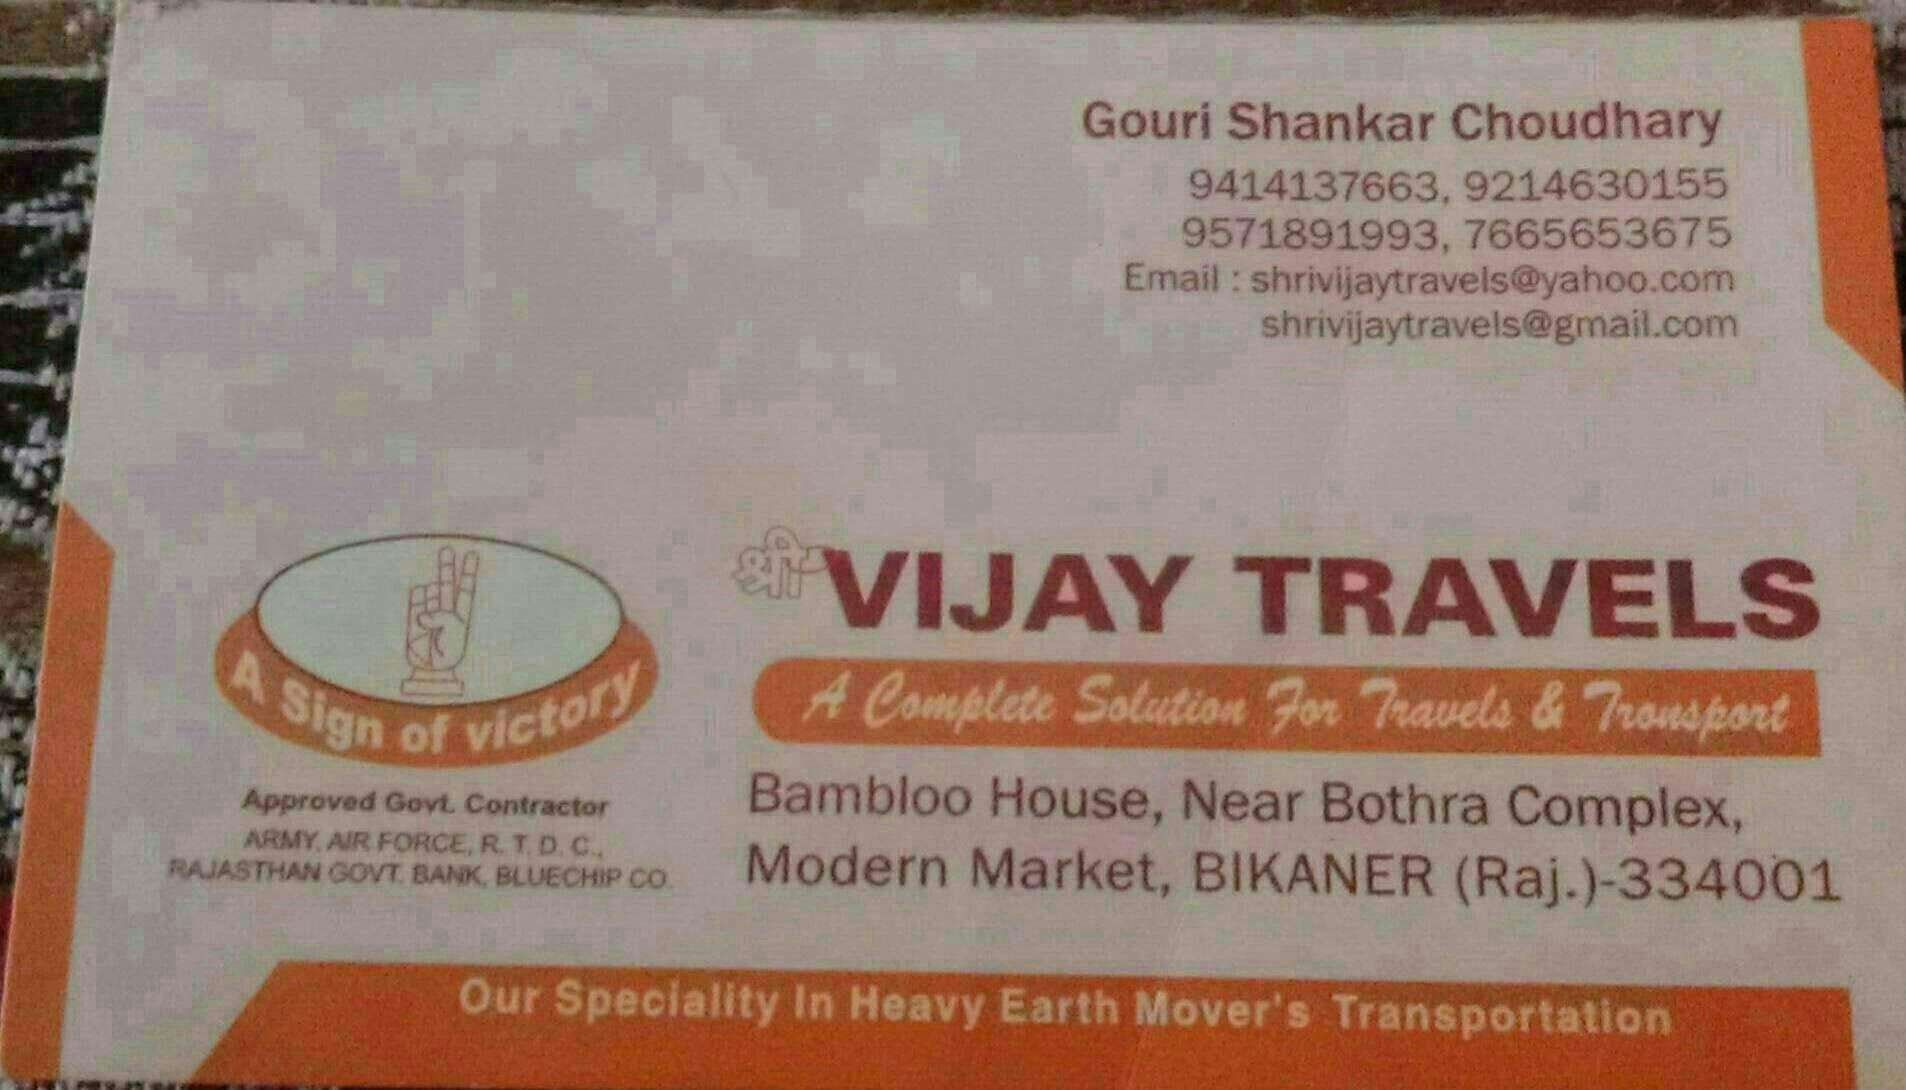 Gouri Shankar Choudhary
9414137663, 9214630155
9571891993, 7665653675
Email : shrivijaytravels@yahoo.com
shrivijaytravels@gmail.com
श्री VIJAY TRAVELS
A Complete Solution For Travels & Transport
A Sign of victory
Approved Govt. Contractor
ARMY, AIR FORCE, R. T. D. C.,
RAJASTHAN GOVT. BANK, BLUECHIP CO.
Bambloo House, Near Bothra Complex,
Modern Market, BIKANER (Raj.)-334001
Our Speciality In Heavy Earth Mover's Transportation